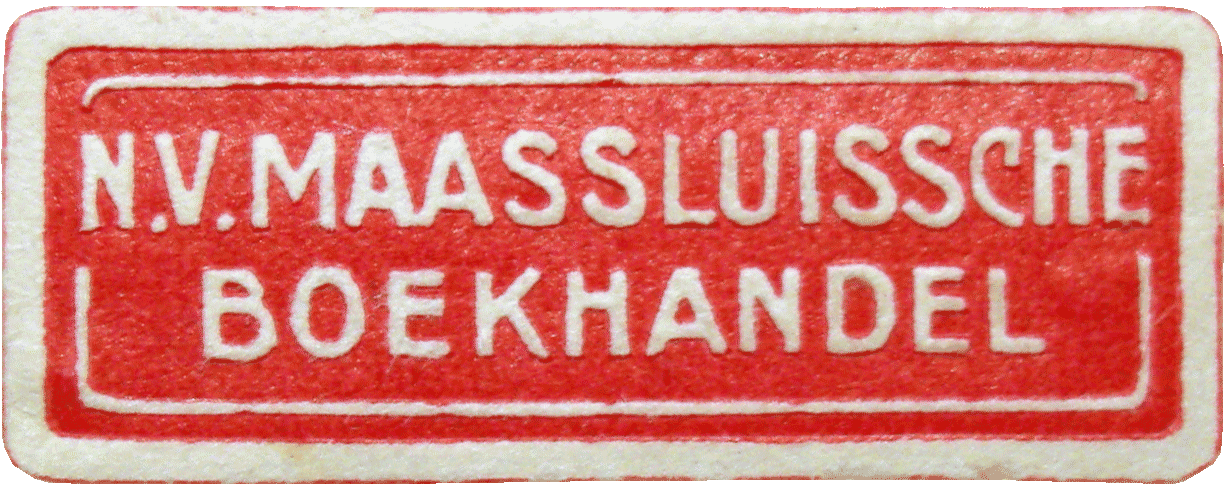 N.V. MAASSLUISSCHE
BOEKHANDEL